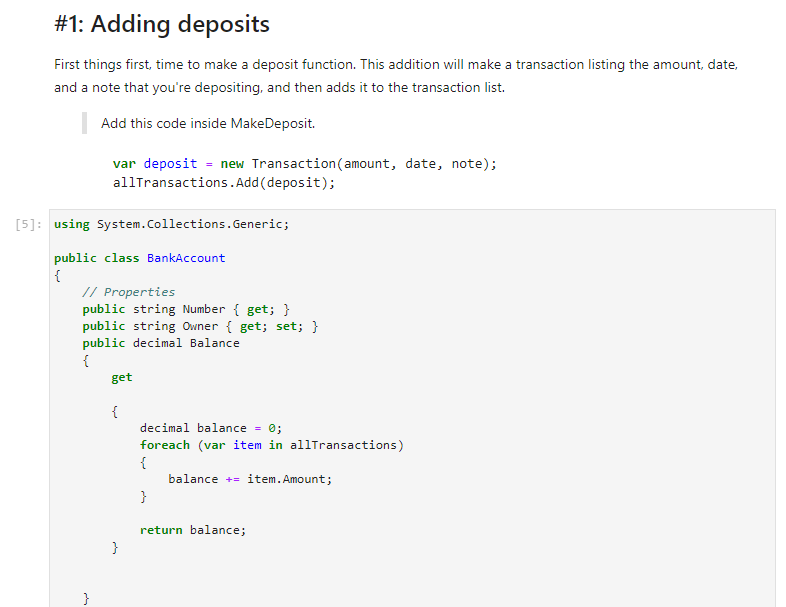 #1: Adding deposits
First things first, time to make a deposit function. This addition will make a transaction listing the amount, date,
and a note that you're depositing, and then adds it to the transaction list.
Add this code inside MakeDeposit.
var deposit = new Transaction(amount, date, note);
allTransactions.Add(deposit);
[5]: using System.Collections.Generic;
public class BankAccount
{
// Properties
public string Number { get; }
public string Owner { get; set; }
public decimal Balance
{
get
{
decimal balance = 0;
foreach (var item in allTransactions)
{
balance += item.Amount;
}
return balance;
}
}